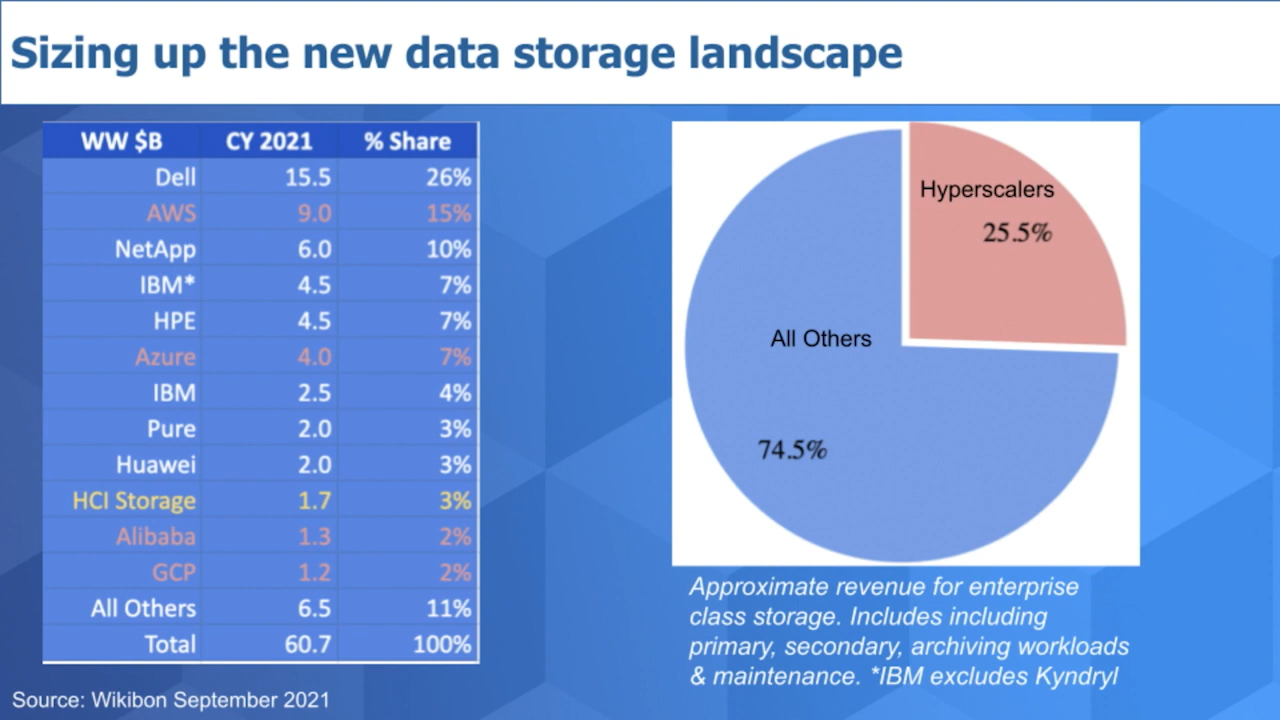 Sizing up the new data storage landscape
WW $B CY 2021 % Share
Dell 15.5 26%
AWS 9.0 15%
NetApp 6.0 10%
IBM* 4.5 7%
HPE 4.5 7%
Azure 4.0 7%
IBM 2.5 4%
Pure 2.0 3%
Huawei 2.0 3%
HCI Storage 1.7 3%
Alibaba 1.3 2%
GCP 1.2 2%
All Others 6.5 11%
Total 60.7 100%
Hyperscalers
25.5%
All Others
74.5%
Approximate revenue for enterprise
class storage. Includes including
primary, secondary, archiving workloads
& maintenance. *IBM excludes Kyndryl
Source: Wikibon September 2021